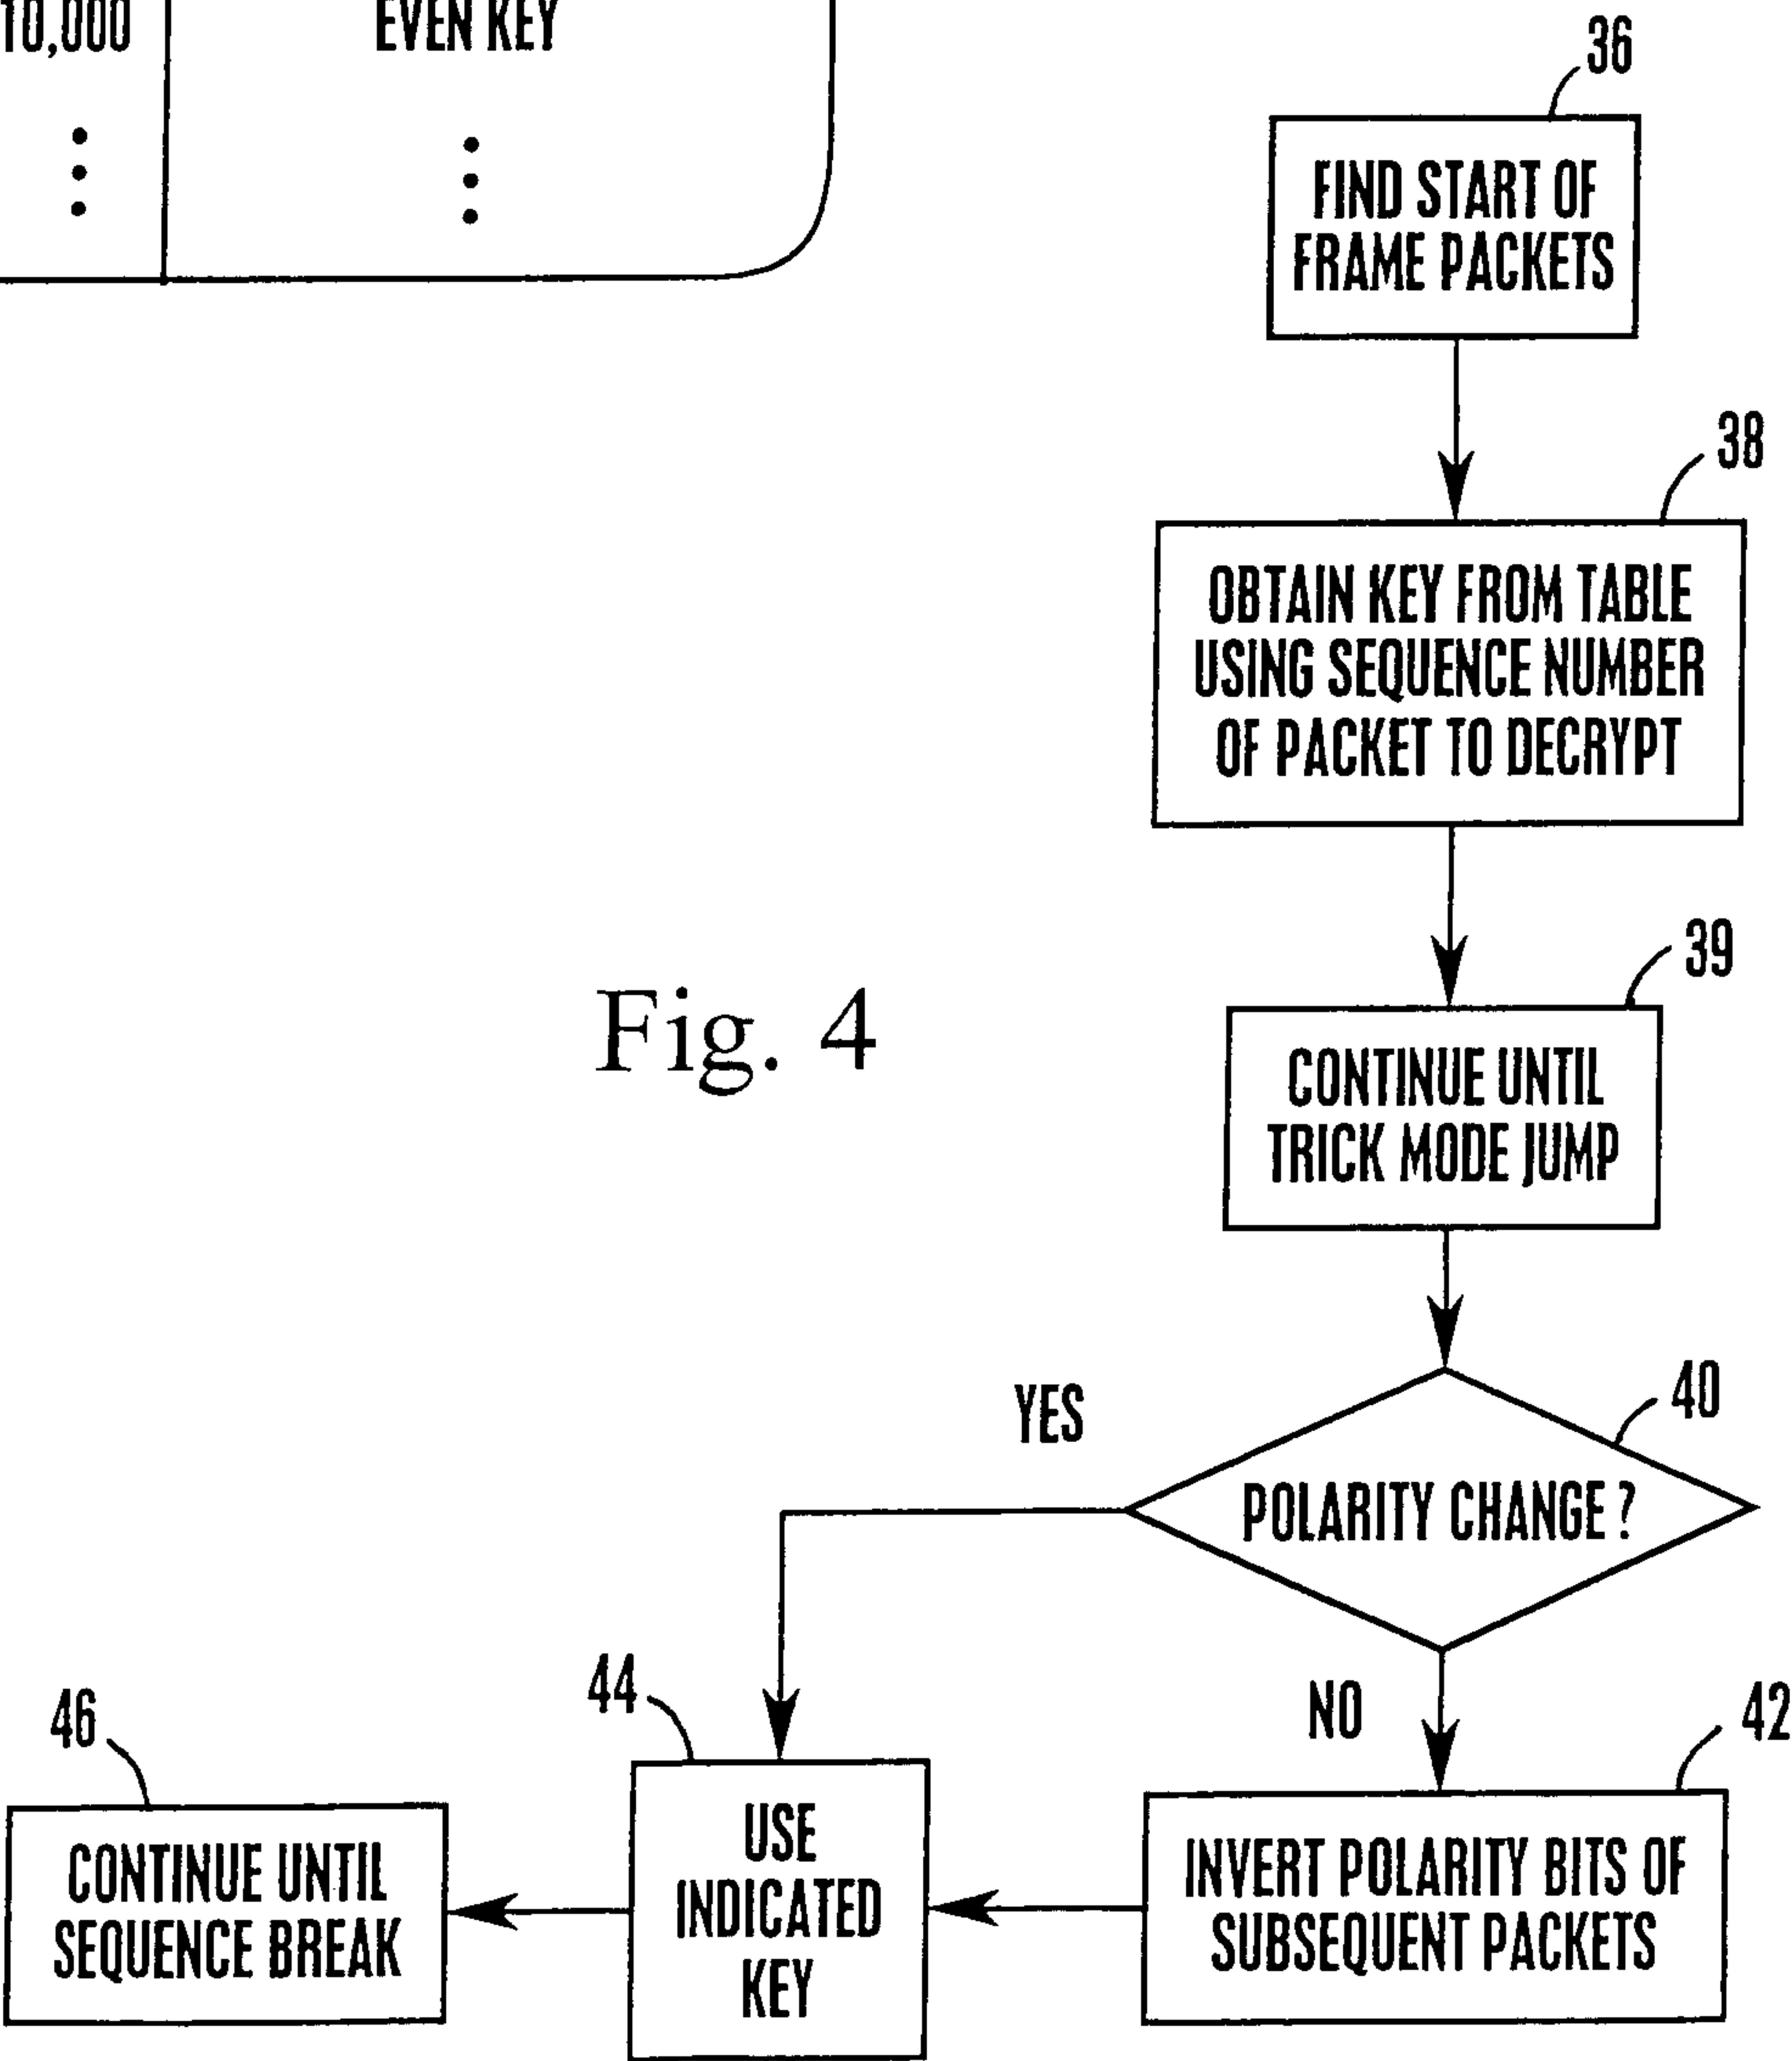 10,000
EVEN KEY
36
FIND START OF
FRAME PACKETS
38
OBTAIN KEY FROM TABLE
USING SEQUENCE NUMBER
OF PACKET TO DECRYPT
39
CONTINUE UNTIL
TRICK MODE JUMP
Fig. 4
40
YES
POLARITY CHANGE ?
NO
42
INVERT POLARITY BITS OF
SUBSEQUENT PACKETS
44
USE
INDICATED
KEY
46
CONTINUE UNTIL
SEQUENCE BREAK